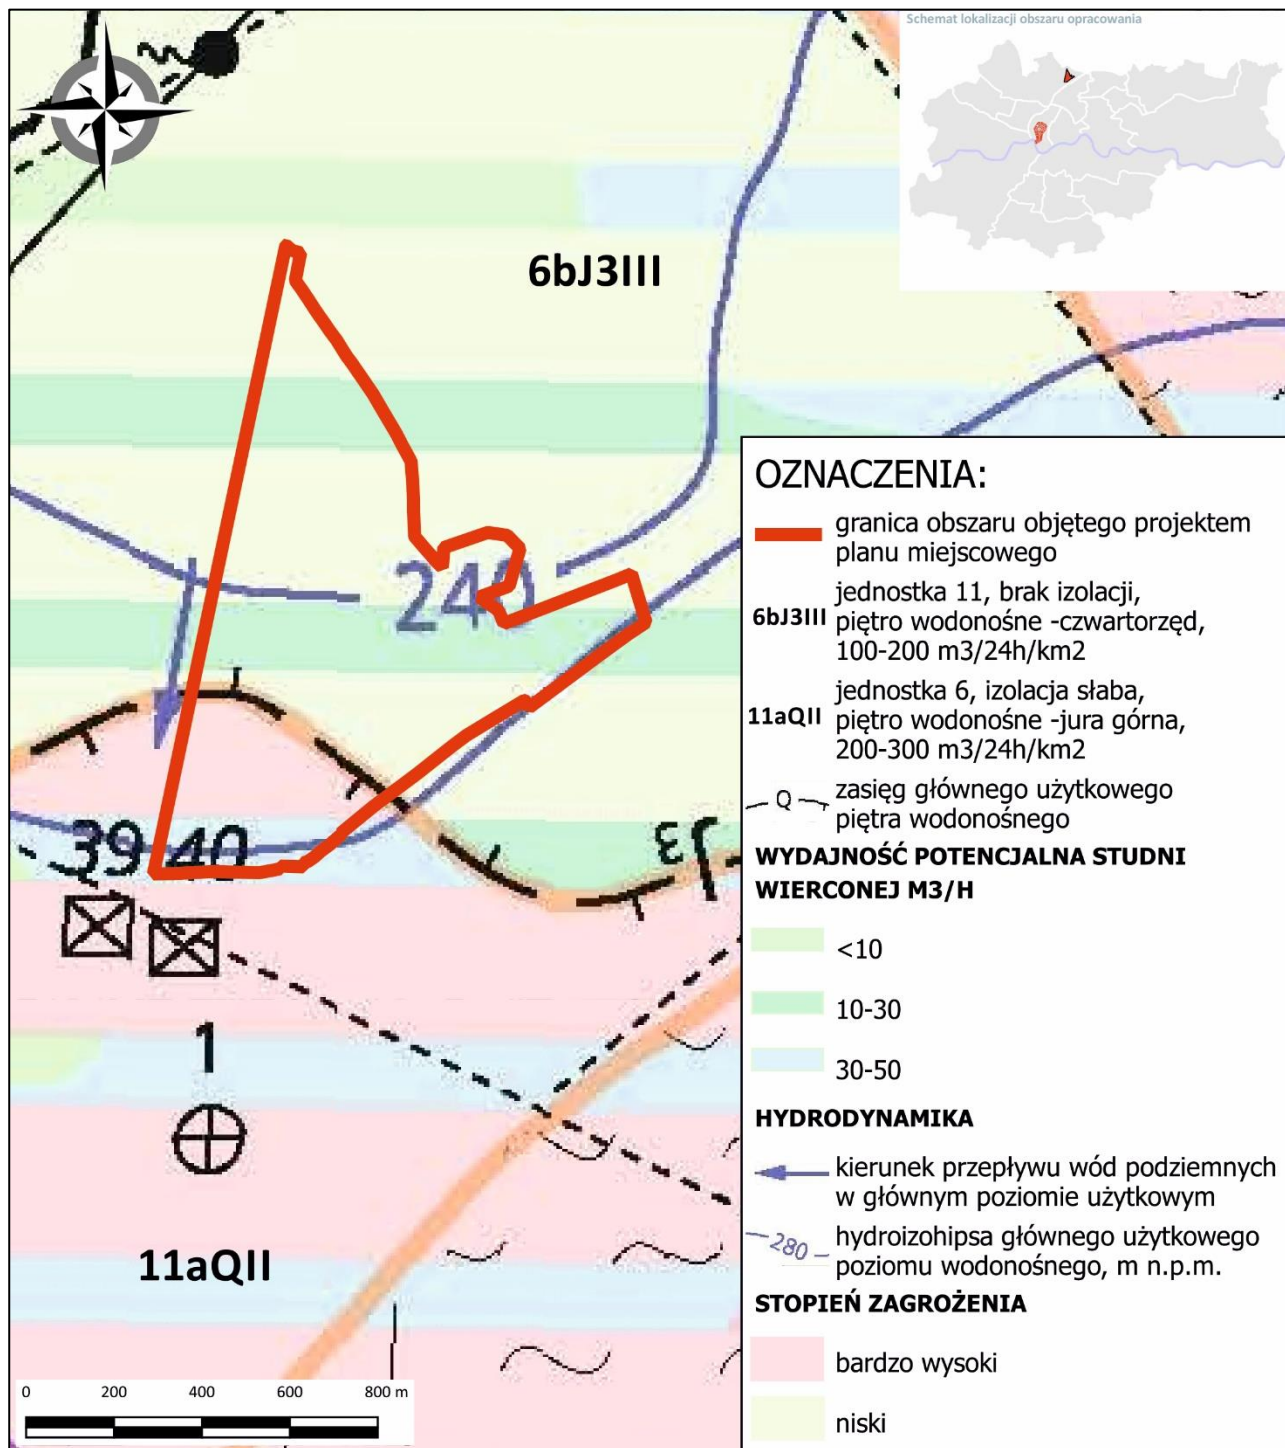 Schemat lokalizacji obszaru opracowania
6bJ3III
240
39 40
J3
1
11aQII
0 200 400 600 800 m
OZNACZENIA:
granica obszaru objętego projektem
planu miejscowego
6bJ3III
jednostka 11, brak izolacji,
piętro wodonośne -czwartorzęd,
100-200 m3/24h/km2
11aQII
jednostka 6, izolacja słaba,
piętro wodonośne -jura górna,
200-300 m3/24h/km2
Q
zasięg głównego użytkowego
piętra wodonośnego
WYDAJNOŚĆ POTENCJALNA STUDNI
WIERCONEJ M3/H
<10
10-30
30-50
HYDRODYNAMIKA
kierunek przepływu wód podziemnych
w głównym poziomie użytkowym
280
hydroizohipsa głównego użytkowego
poziomu wodonośnego, m n.p.m.
STOPIEŃ ZAGROŻENIA
bardzo wysoki
niski